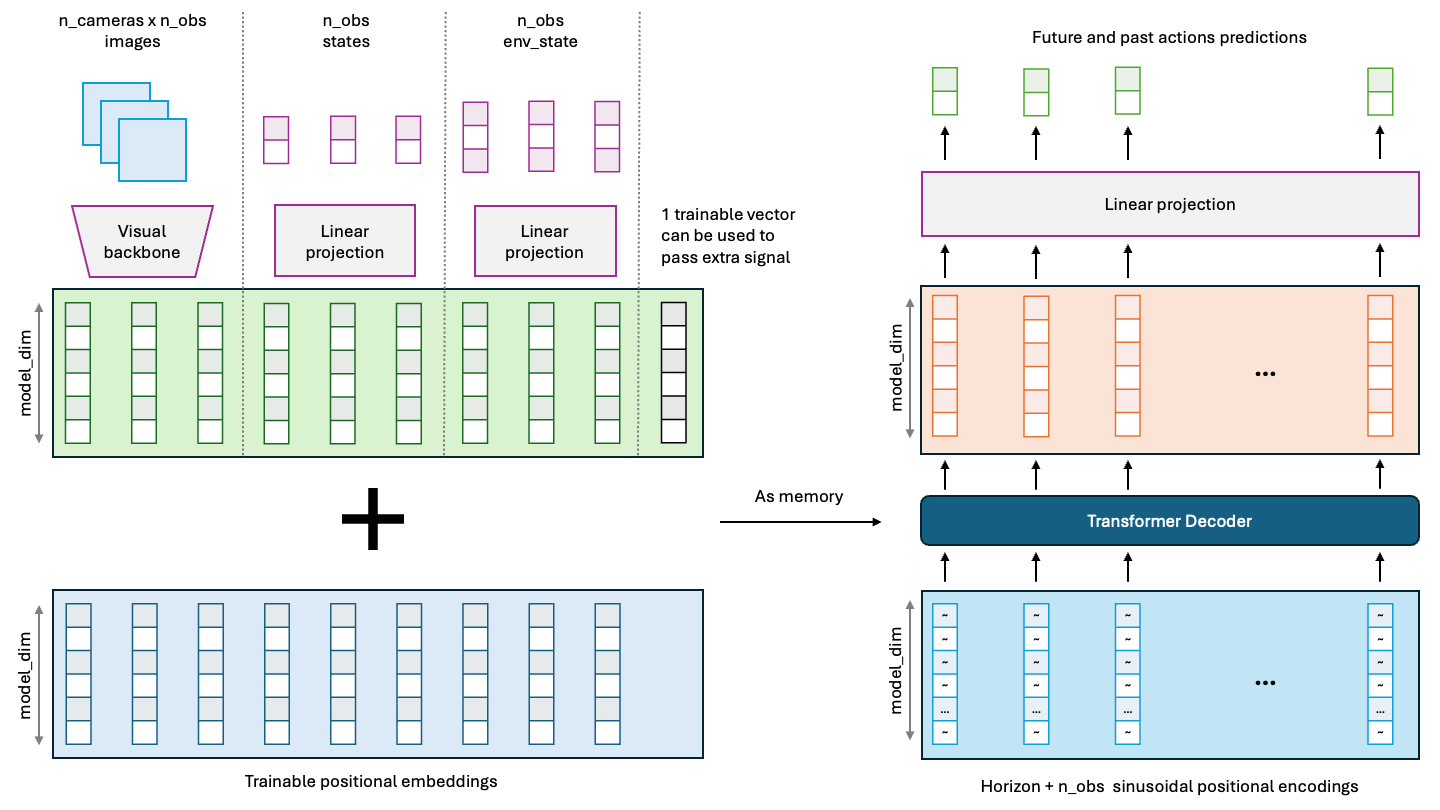 n_cameras x n_obs
images
n_obs
states
n_obs
env_state
Visual
backbone
Linear
projection
Linear
projection
1 trainable vector
can be used to
pass extra signal
model_dim
model_dim
Trainable positional embeddings
As memory
Future and past actions predictions
Linear projection
model_dim
...
Transformer Decoder
model_dim
~ ~ ~ ~
~ ~ ~ ~
~ ~ ~ ~
~ ~ ~ ... ~
... ... ... ...
~ ~ ~ ~
Horizon + n_obs sinusoidal positional encodings